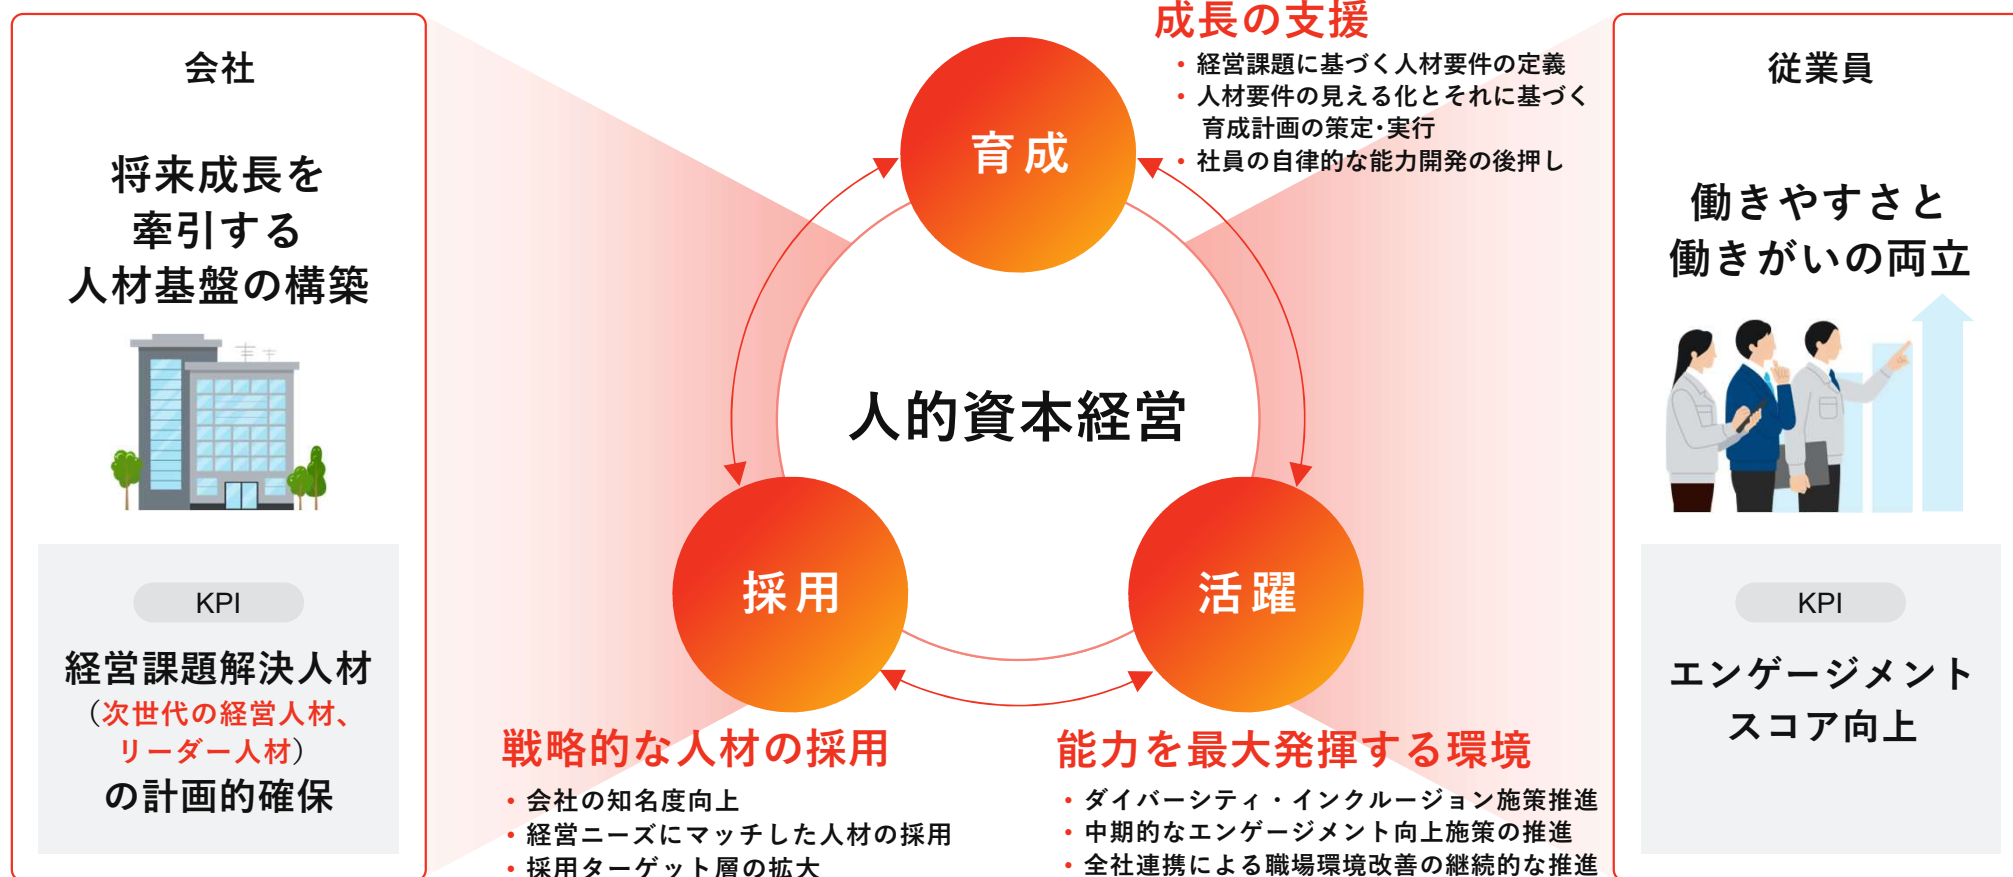 会社
将来成長を
牽引する
人材基盤の構築
KPI
経営課題解決人材
（次世代の経営人材、
リーダー人材）
の計画的確保
成長の支援
・経営課題に基づく人材要件の定義
・人材要件の見える化とそれに基づく
育成計画の策定・実行
・社員の自律的な能力開発の後押し
育成
人的資本経営
採用
活躍
戦略的な人材の採用
・会社の知名度向上
・経営ニーズにマッチした人材の採用
・採用ターゲット層の拡大
能力を最大発揮する環境
・ダイバーシティ・インクルージョン施策推進
・中期的なエンゲージメント向上施策の推進
・全社連携による職場環境改善の継続的な推進
従業員
働きやすさと
働きがいの両立
KPI
エンゲージメント
スコア向上